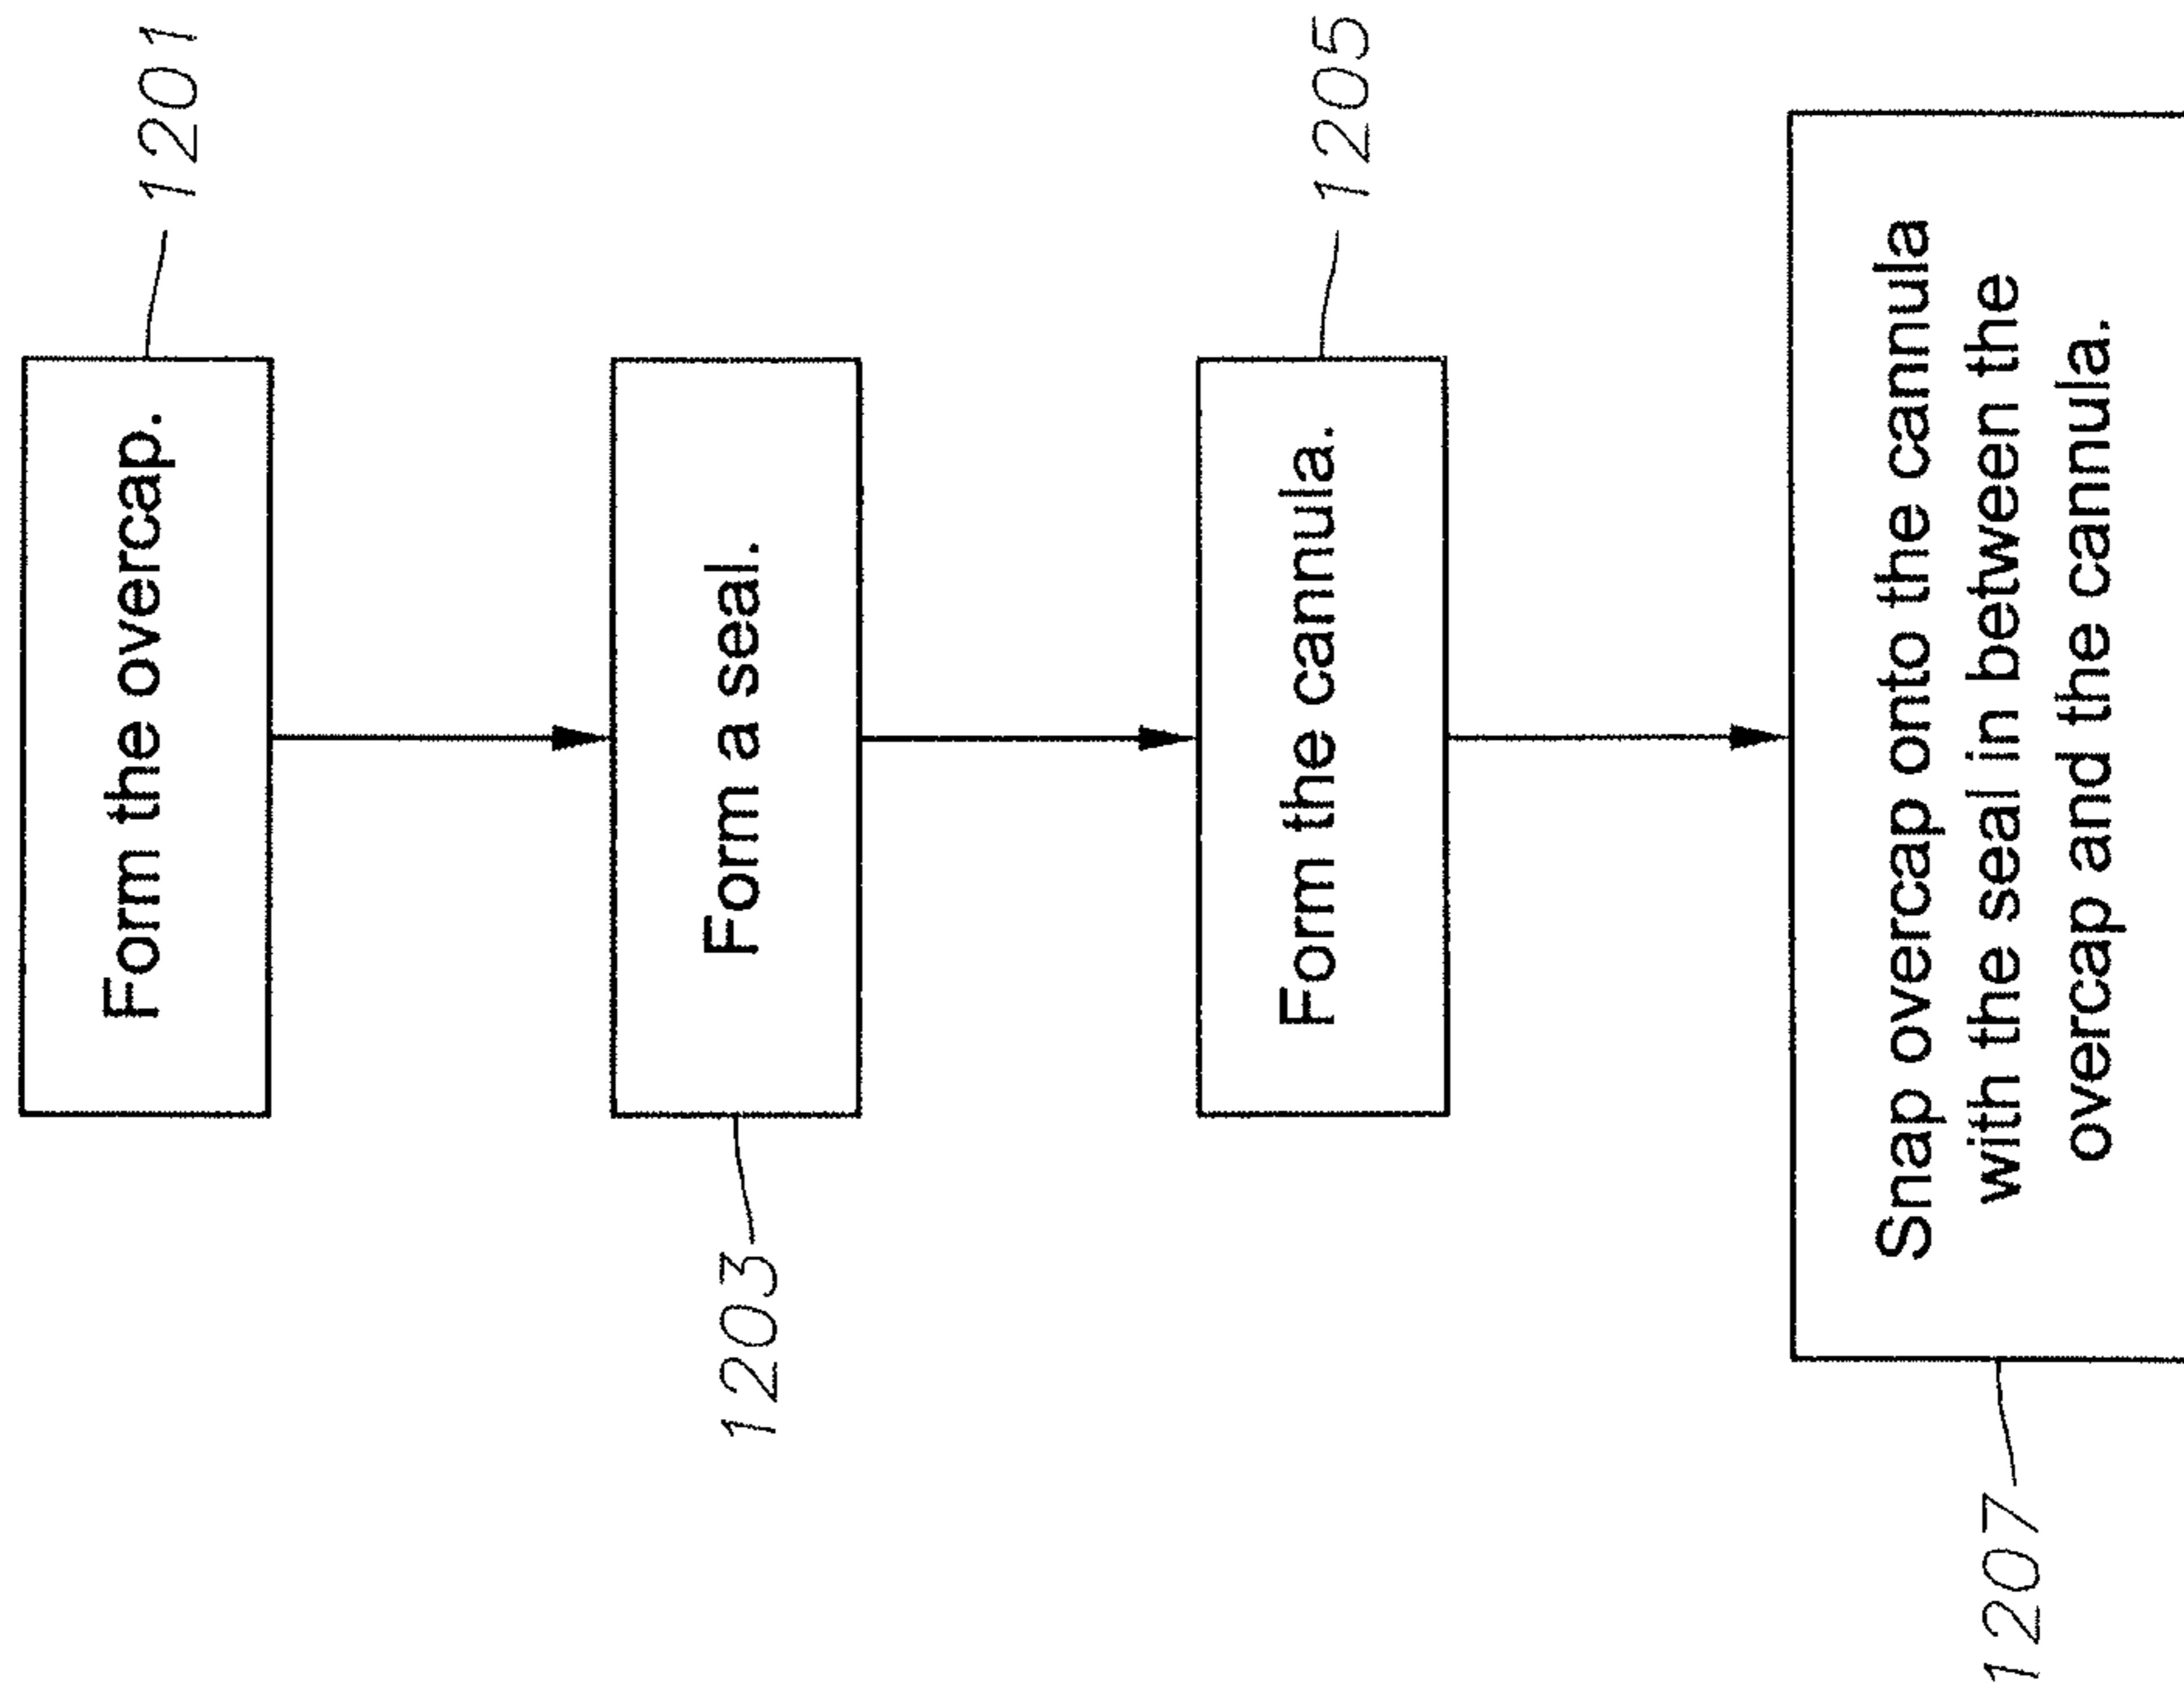 Form the overcap.
1201
Form a seal.
1203
Form the cannula.
1205
Snap overcap onto the cannula
with the seal in between the
overcap and the cannula.
1207